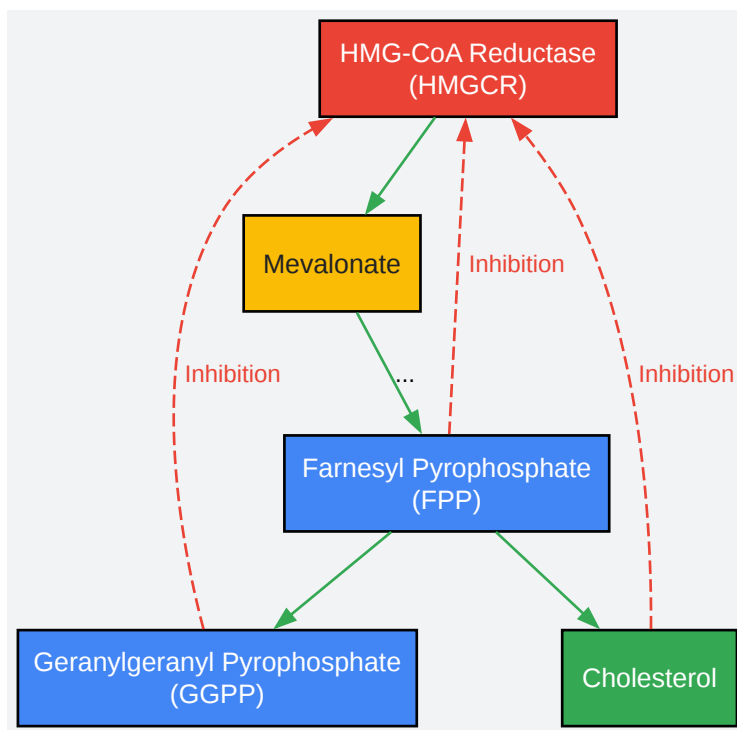 HMG-CoA Reductase
(HMGCR)
Mevalonate
Inhibition
Inhibition
...
Inhibition
Farnesyl Pyrophosphate
(FPP)
Geranylgeranyl Pyrophosphate
(GGPP)
Cholesterol